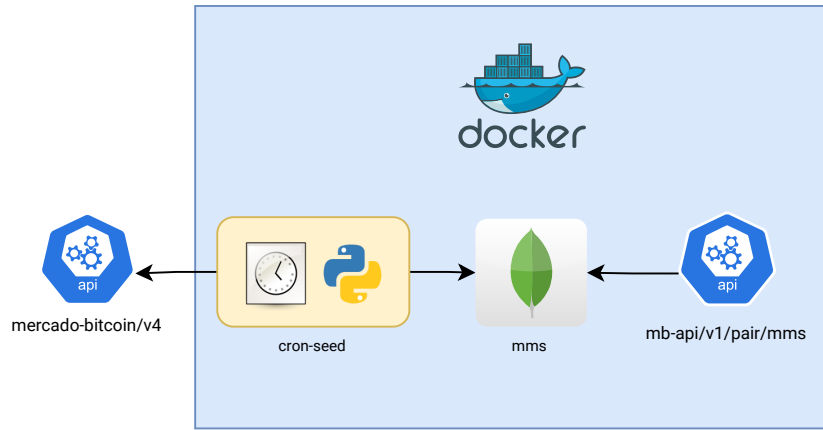 docker
api
mercado-bitcoin/v4
cron-seed
mms
api
mb-api/v1/pair/mms